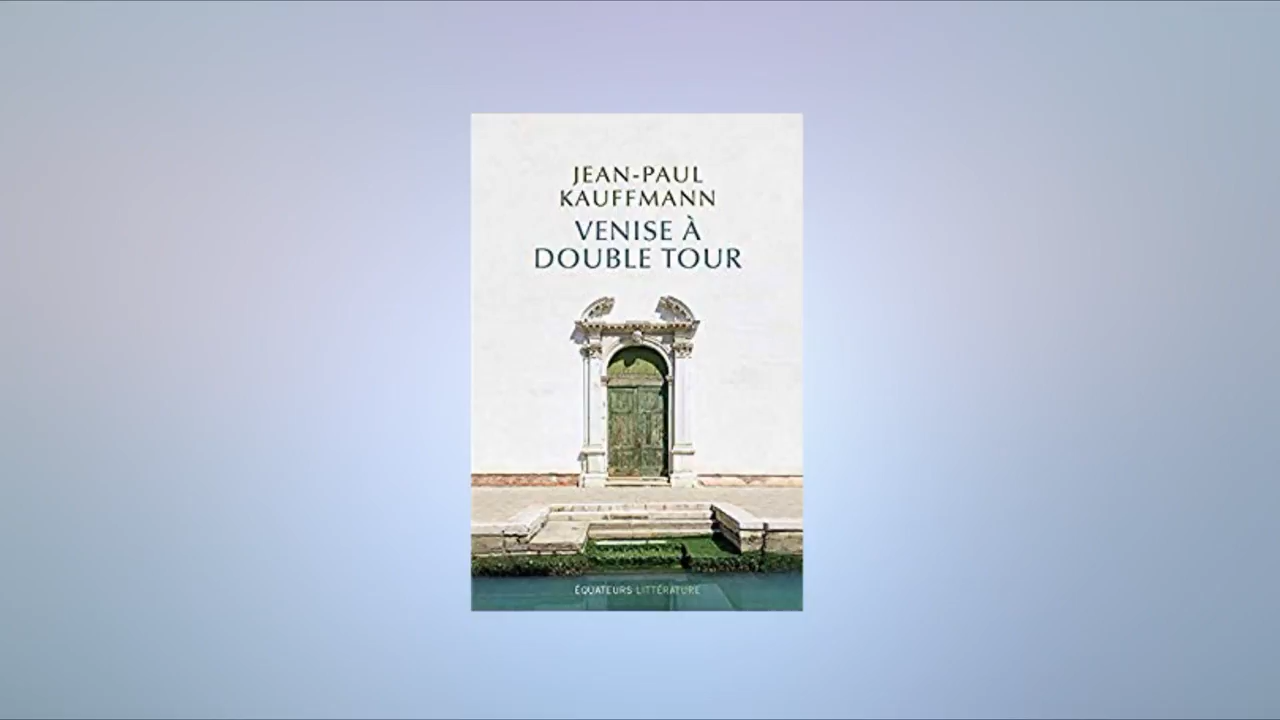 JEAN-PAUL
KAUFFMANN
VENISE À
DOUBLE TOUR
ÉQUATEURS LITTÉRATURE